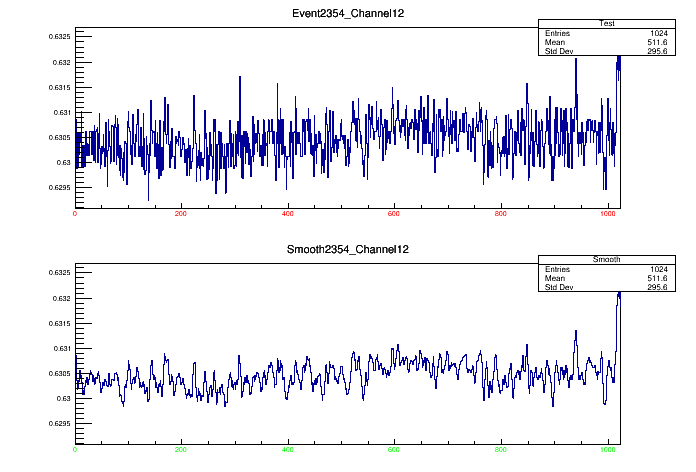 Event2354_Channel12
Test
Entries 1024
Mean 511.6
Std Dev 295.6
0.6325
0.632
0.6315
0.631
0.6305
0.63
0.6295
0 200 400 600 800 1000
Smooth2354_Channel12
Smooth
Entries 1024
Mean 511.6
Std Dev 295.6
0.6325
0.632
0.6315
0.631
0.6305
0.63
0.6295
0 200 400 600 800 1000